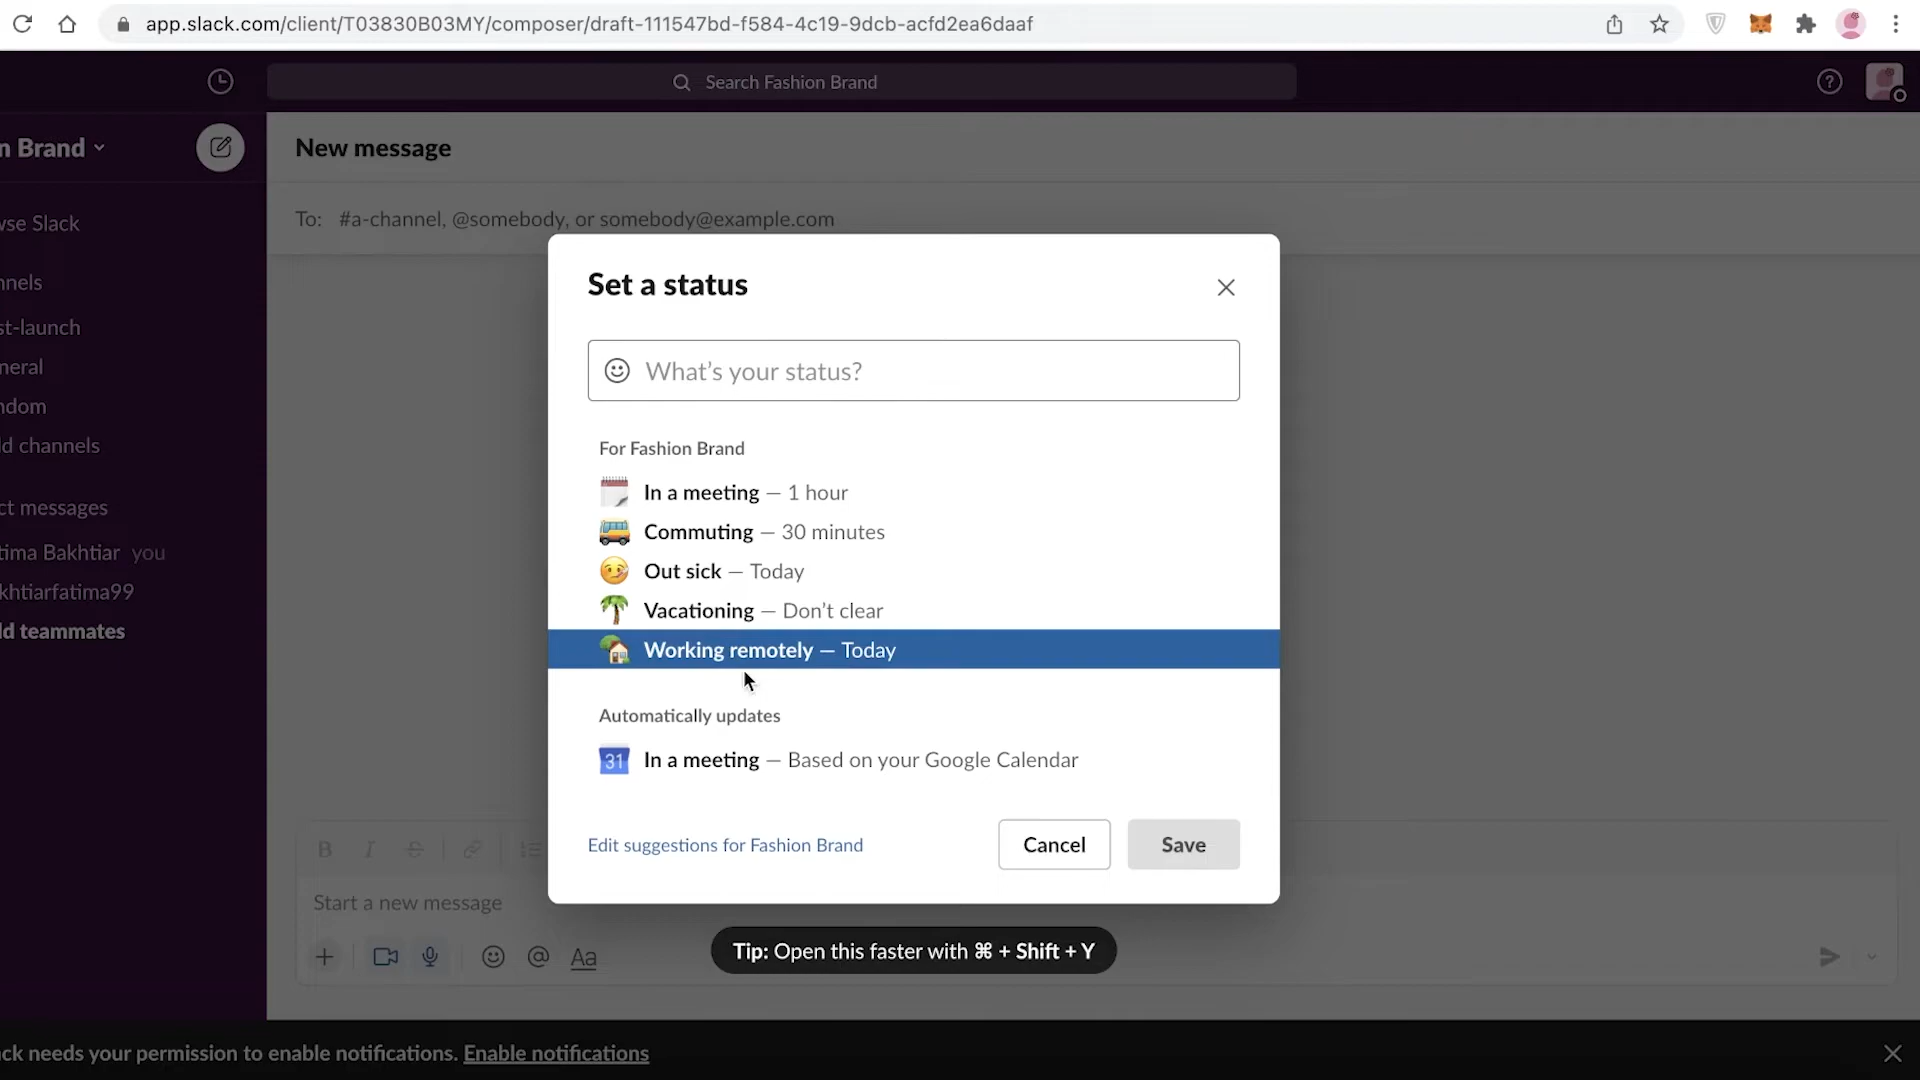 app.slack.com/client/T03830B03MY/composer/draft-111547bd-f584-4c19-9dcb-acfd2ea6daaf
Search Fashion Brand
n Brand
New message
wse Slack
To: #a-channel, @somebody, or somebody@example.com
nnels
st-launch
neral
ndom
ld channels
ct messages
tima Bakhtiar you
khtiarfatima99
ld teammates
Set a status
What's your status?
For Fashion Brand
In a meeting — 1 hour
Commuting — 30 minutes
Out sick — Today
Vacationing — Don't clear
Working remotely — Today
Automatically updates
31 In a meeting — Based on your Google Calendar
Edit suggestions for Fashion Brand
Cancel
Save
B I S
Start a new message
@ Aa
Tip: Open this faster with ⌘ + Shift + Y
ck needs your permission to enable notifications. Enable notifications